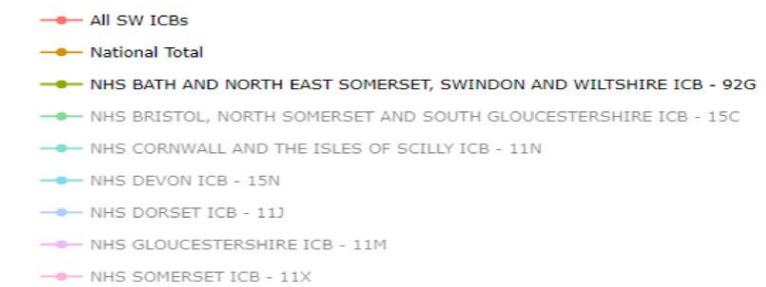 All SW ICBs
National Total
NHS BATH AND NORTH EAST SOMERSET, SWINDON AND WILTSHIRE ICB - 92G
NHS BRISTOL, NORTH SOMERSET AND SOUTH GLOUCESTERSHIRE ICB - 15C
NHS CORNWALL AND THE ISLES OF SCILLY ICB - 11N
NHS DEVON ICB - 15N
NHS DORSET ICB - 11J
NHS GLOUCESTERSHIRE ICB - 11M
NHS SOMERSET ICB - 11X